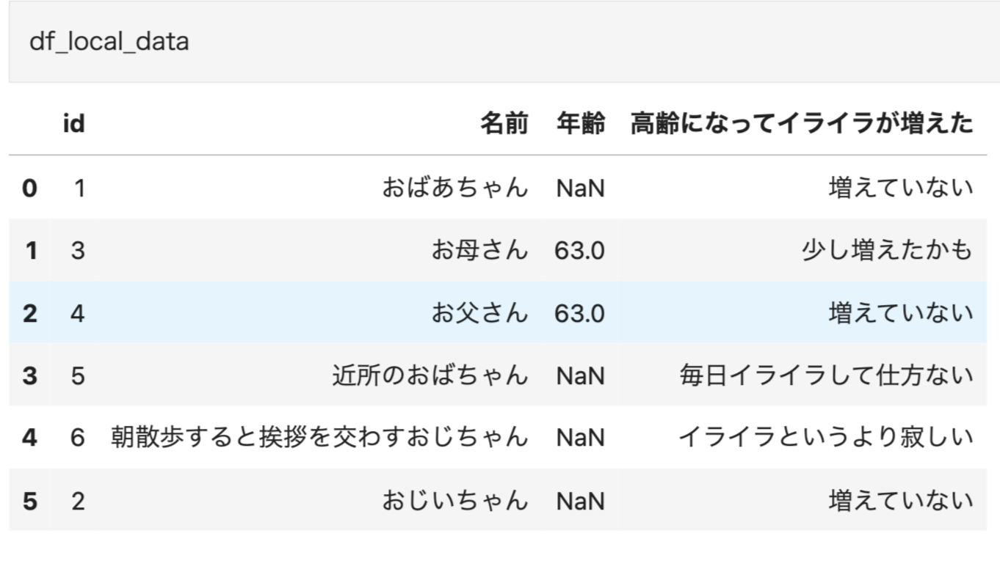 df_local_data
id 名前 年齢 高齢になってイライラが増えた
0 1 おばあちゃん NaN 増えていない
1 3 お母さん 63.0 少し増えたかも
2 4 お父さん 63.0 増えていない
3 5 近所のおばちゃん NaN 毎日イライラして仕方ない
4 6 朝散歩すると挨拶を交わすおじちゃん NaN イライラというより寂しい
5 2 おじいちゃん NaN 増えていない